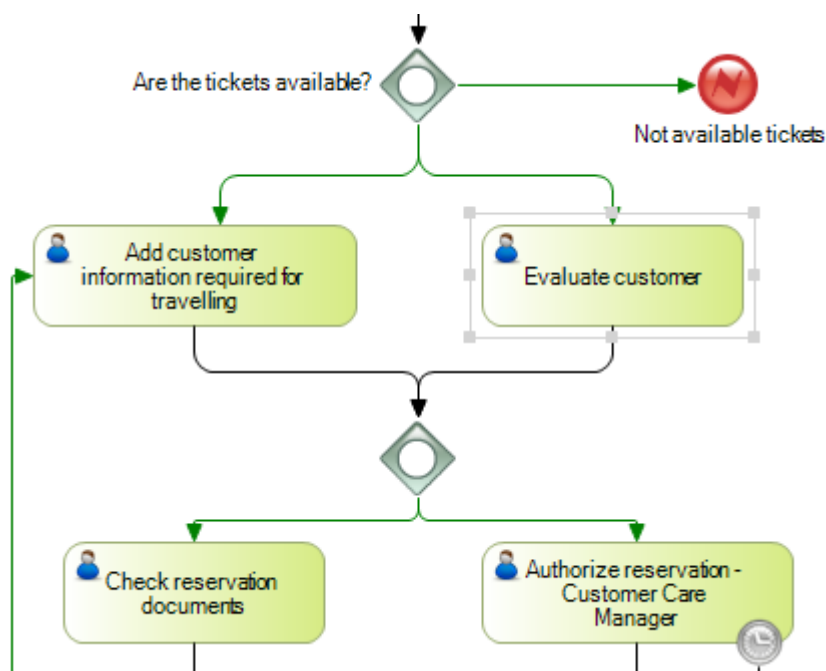 Are the tickets available?
Not available tickets
Add customer
information required for
travelling
Evaluate customer
Check reservation
documents
Authorize reservation -
Customer Care
Manager